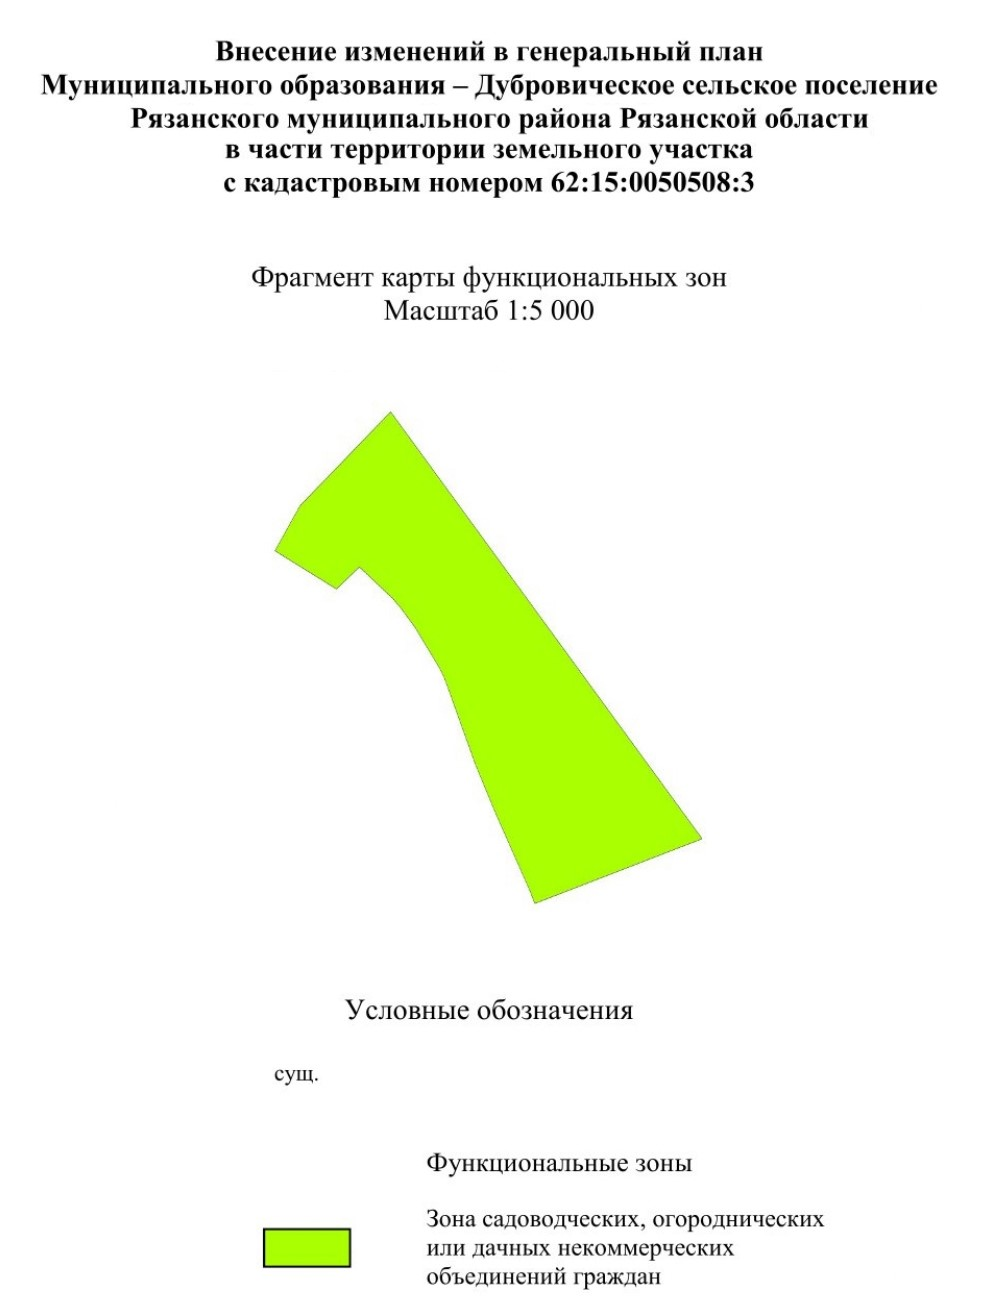 Внесение изменений в генеральный план
Муниципального образования – Дубровическое сельское поселение
Рязанского муниципального района Рязанской области
в части территории земельного участка
с кадастровым номером 62:15:0050508:3
Фрагмент карты функциональных зон
Масштаб 1:5 000
Условные обозначения
сущ.
Функциональные зоны
Зона садоводческих, огороднических
или дачных некоммерческих
объединений граждан